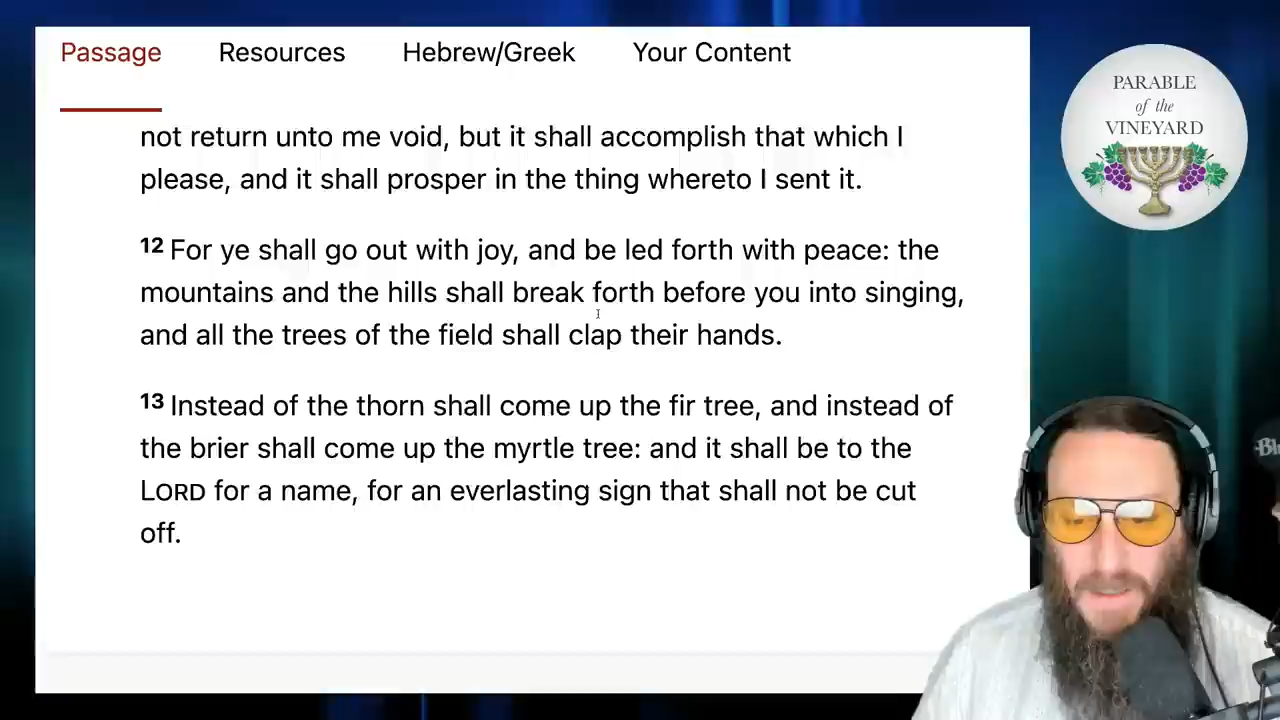 Passage Resources Hebrew/Greek Your Content
PARABLE
of the
VINEYARD
not return unto me void, but it shall accomplish that which I
please, and it shall prosper in the thing whereto I sent it.
12 For ye shall go out with joy, and be led forth with peace: the
mountains and the hills shall break forth before you into singing,
and all the trees of the field shall clap their hands.
13 Instead of the thorn shall come up the fir tree, and instead of
the brier shall come up the myrtle tree: and it shall be to the
LORD for a name, for an everlasting sign that shall not be cut
off.